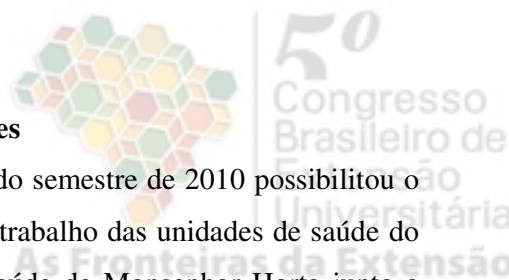 5º
Congresso
Brasileiro de
Extensão
Universitária
As Fronteiras da Extensão
es
do semestre de 2010 possibilitou o
trabalho das unidades de saúde do